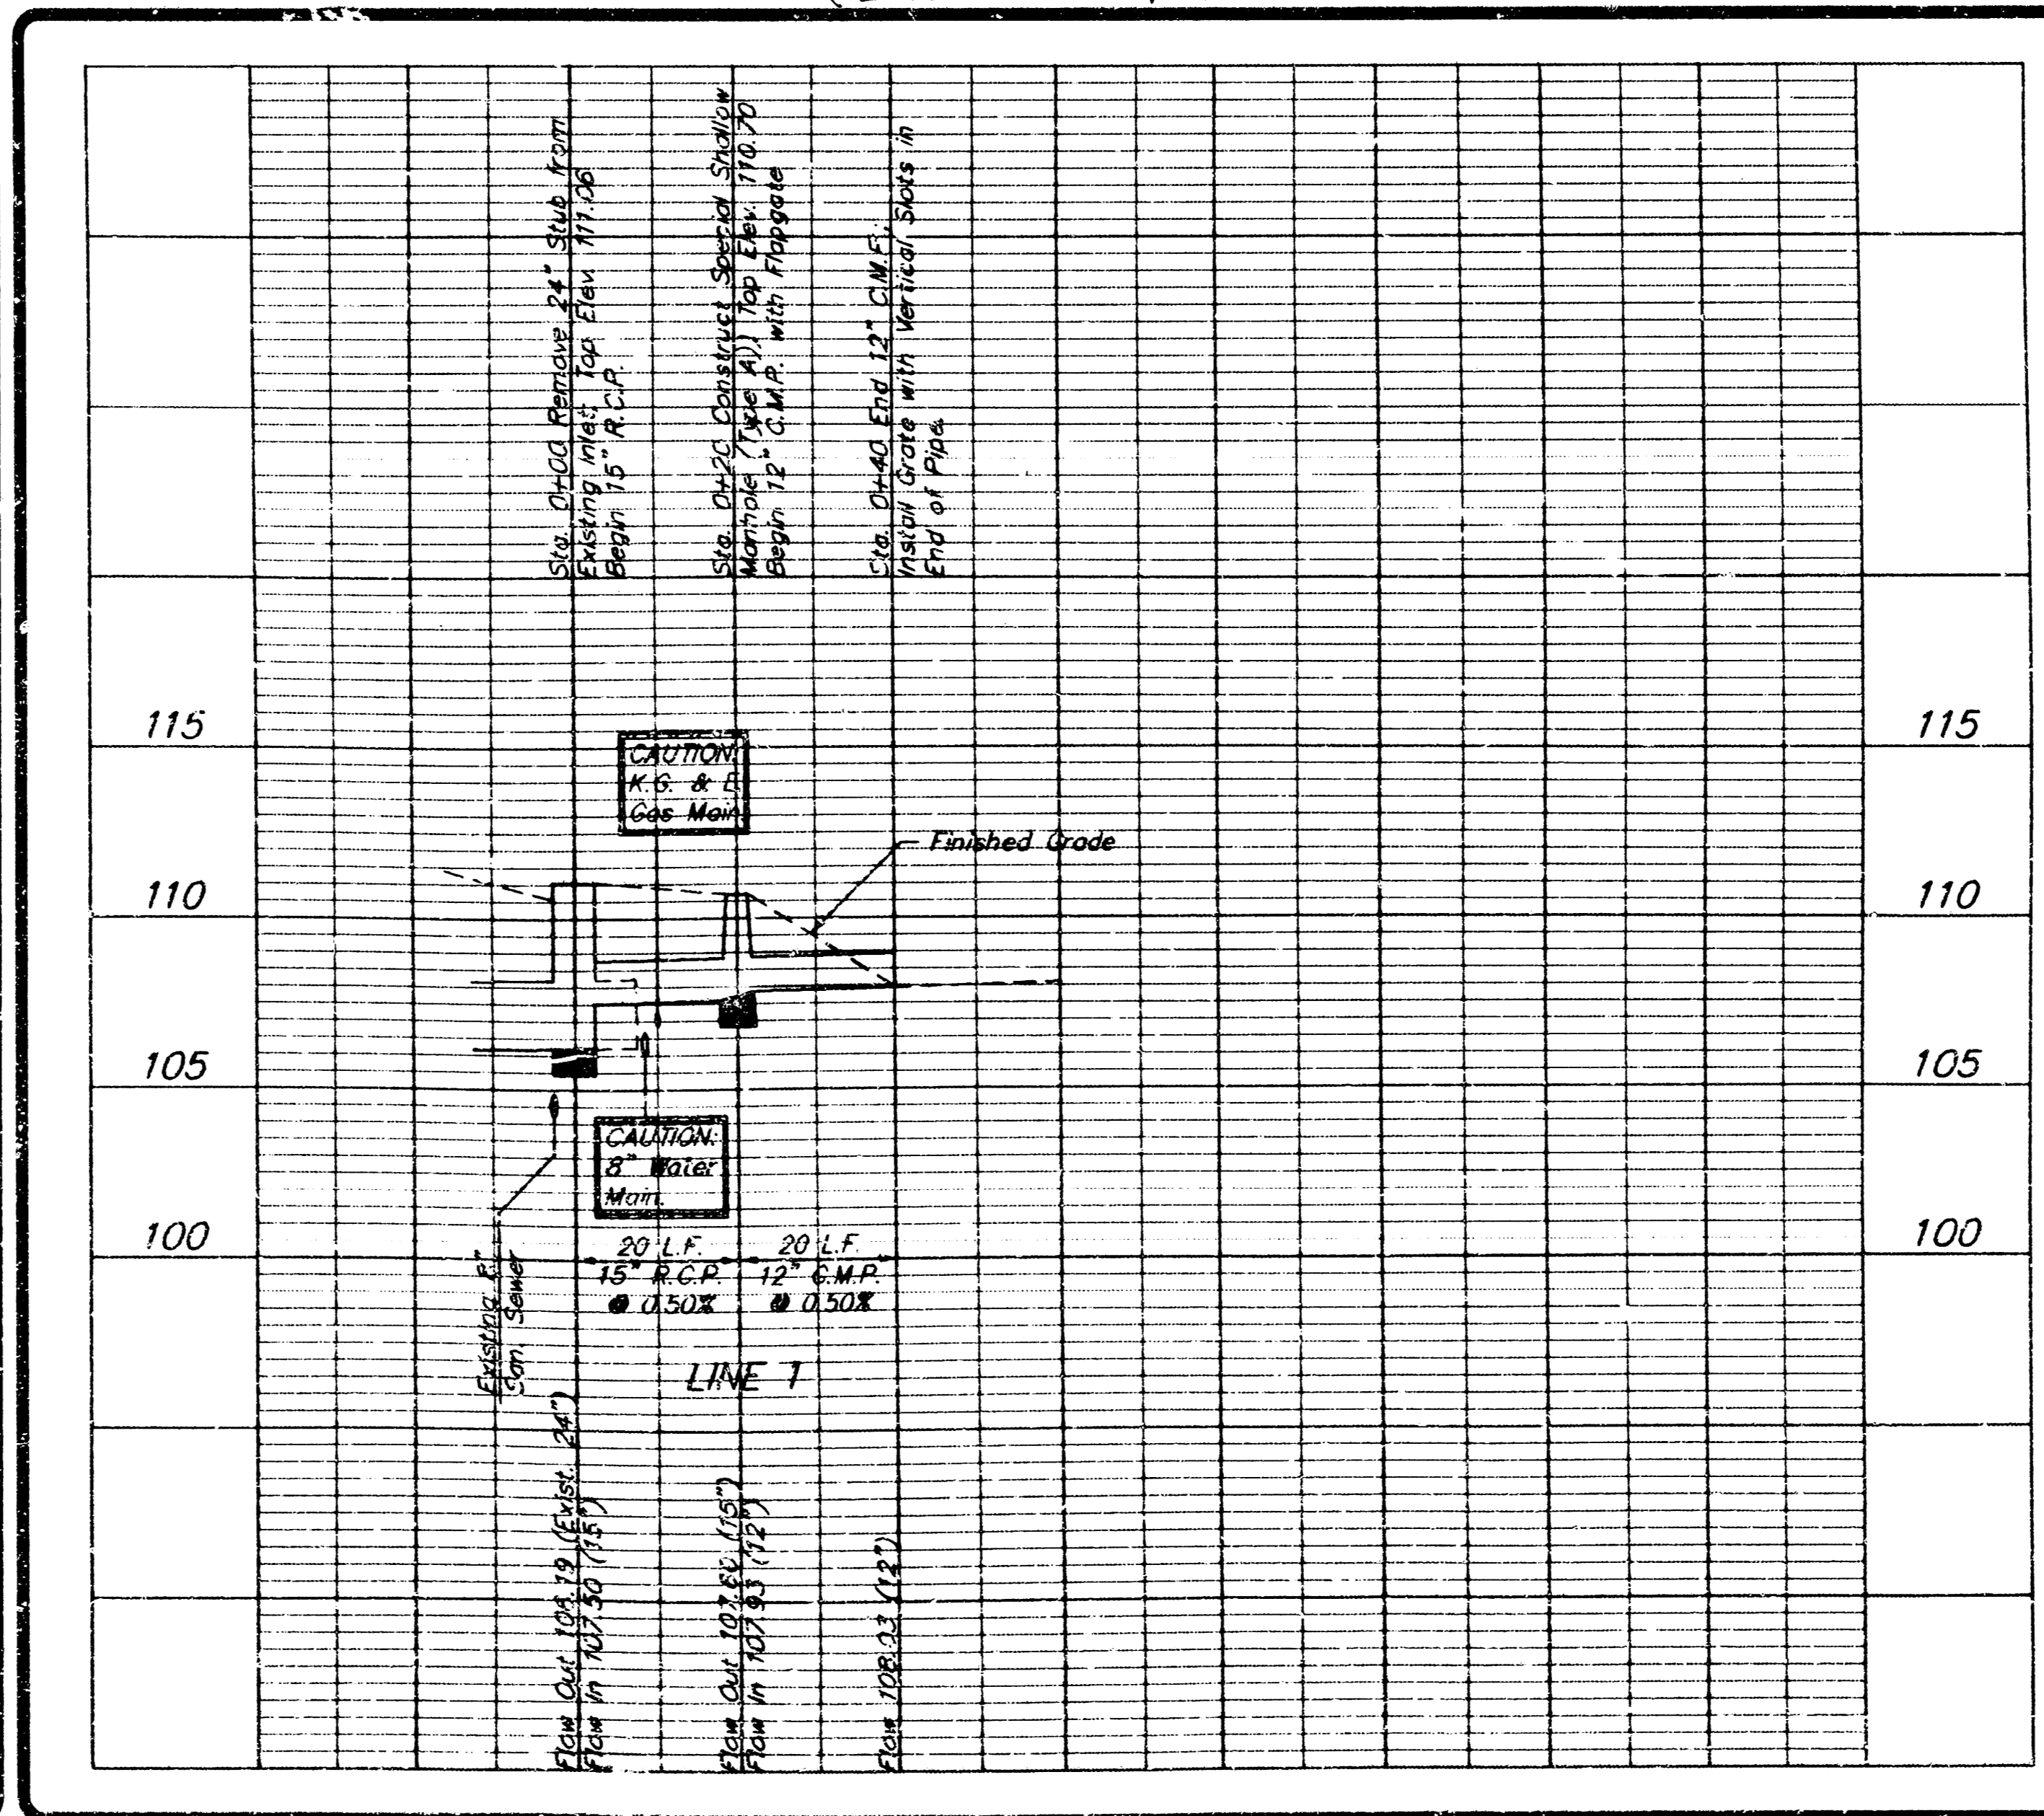 Sta. 0+00 Remove 24" Stub from
Existing Inlet; Top Elev. 111.06
Begin 15" R.C.P.
Sta. 0+20 Construct Special Shallow
Manhole (Type A)) Top Elev. 110.70
Begin 12" C.M.P. with Flapgate
Sta. 0+40 End 12" C.M.P.;
Install Grate with Vertical Slots in
End of Pipe.
115
115
CAUTION:
K.G. & E.
Gas Main
Finished Grade
110
110
105
105
CAUTION:
8" Water
Main.
100
100
20 L.F.
15" R.C.P.
@ 0.50%
20 L.F.
12" C.M.P.
@ 0.50%
Existing
San. Sewer
LINE 1
Flow Out (Exist. 24")
Flow In 107.50 (15")
Flow Out 107.60 (15")
Flow In 107.93 (12")
Flow 108.03 (12")